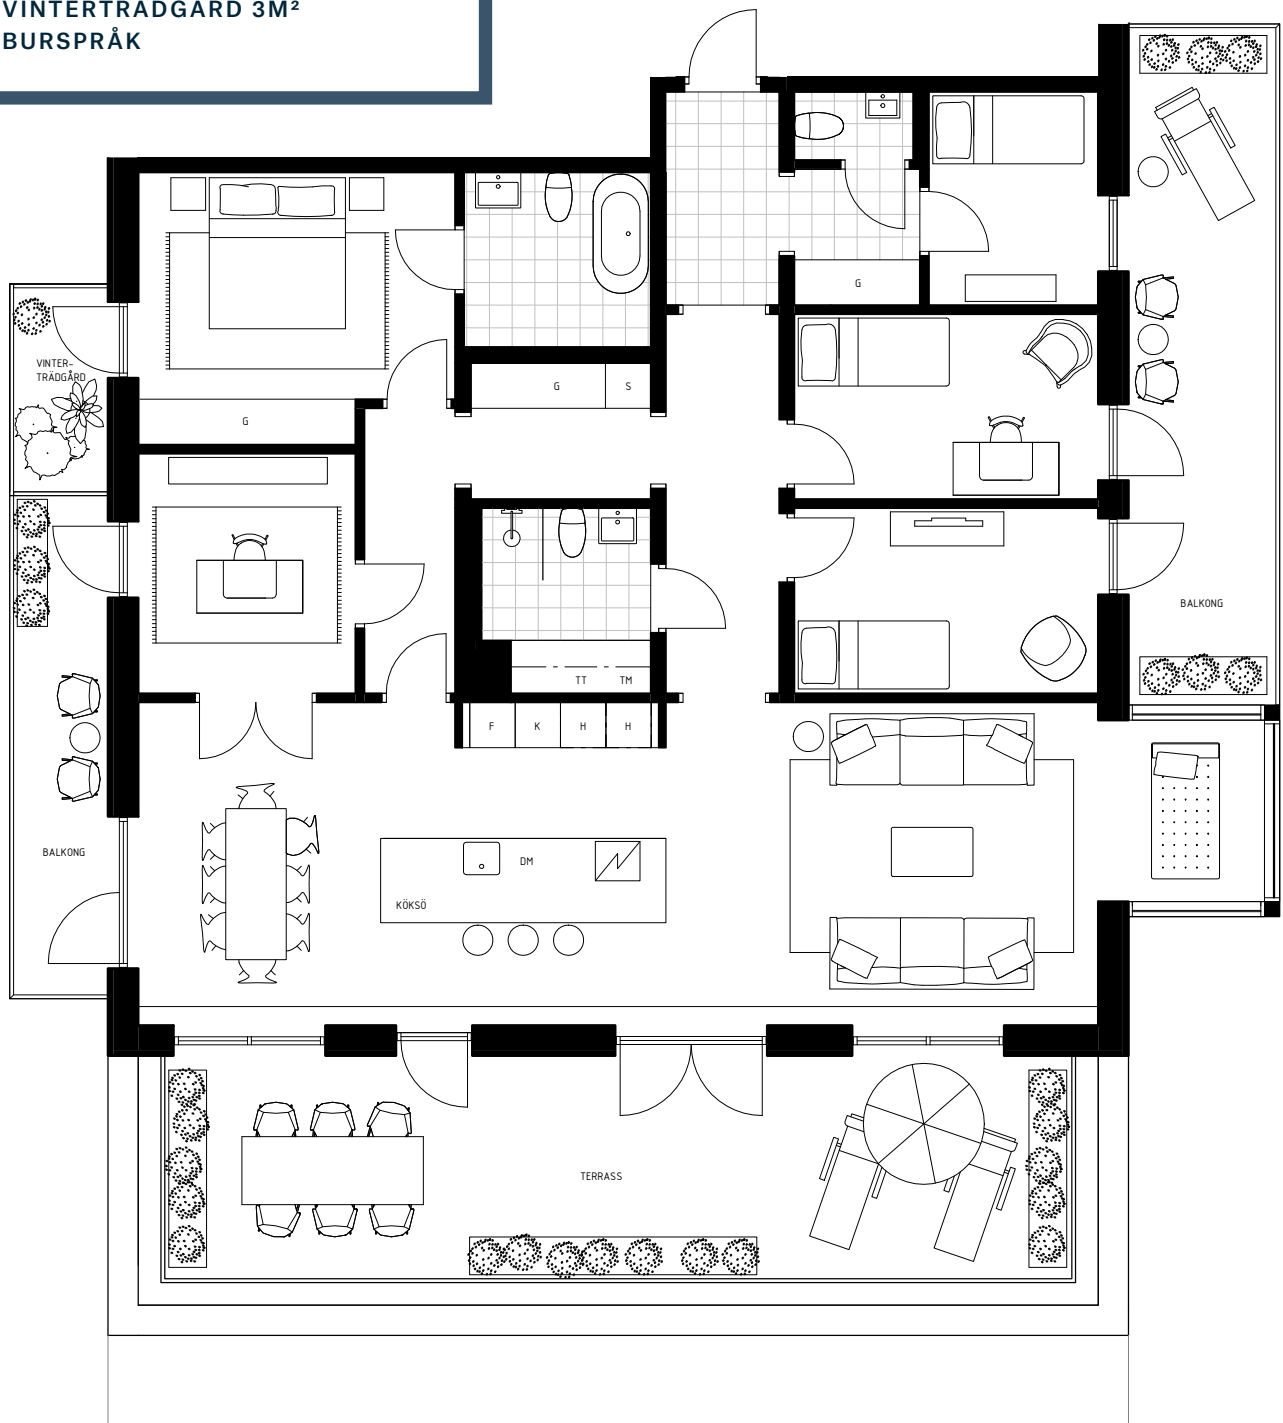 VINTERTRÄDGÅRD 3M²
BURSPRÅK
G
VINTER-
TRÄDGÅRD
G
S
G
BALKONG
TT
TM
F
K
H
H
BALKONG
DM
KÖKSÖ
TERRASS